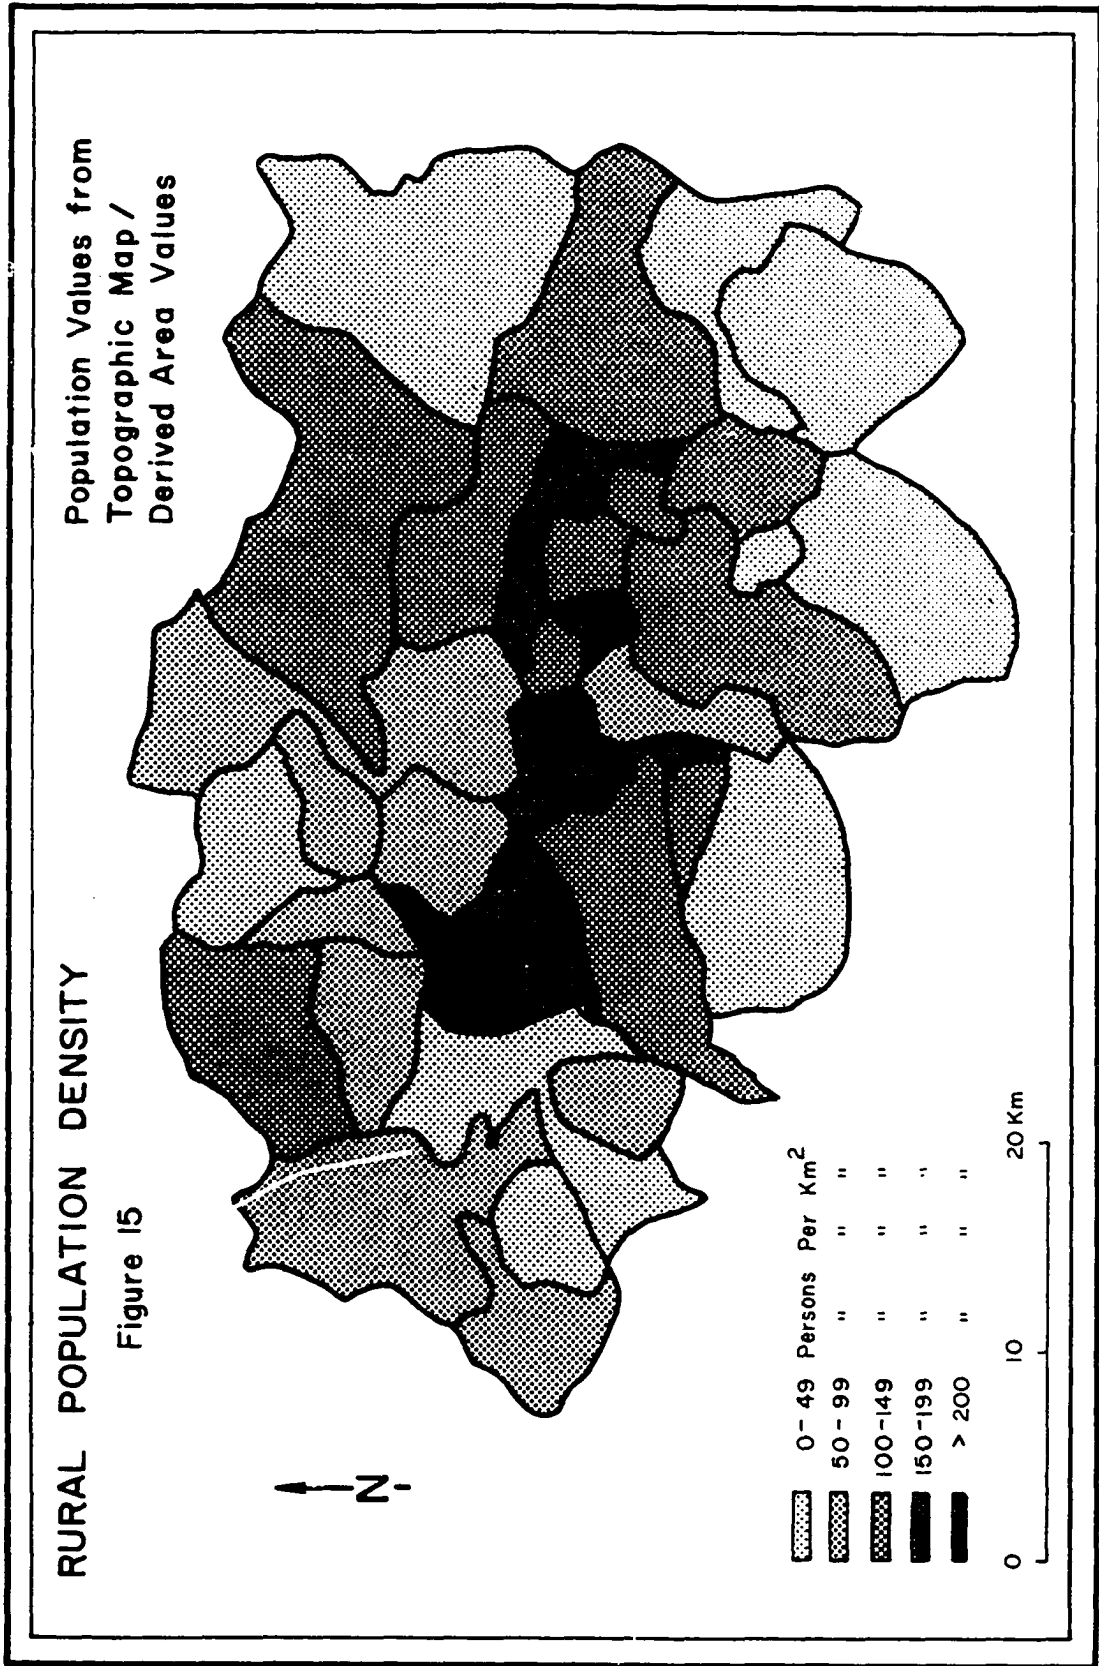 RURAL POPULATION DENSITY
Figure 15
Population Values from
Topographic Map /
Derived Area Values
N
0-49 Persons Per Km²
50-99 " " "
100-149 " " "
150-199 " " "
> 200 " " "
0 10 20 Km